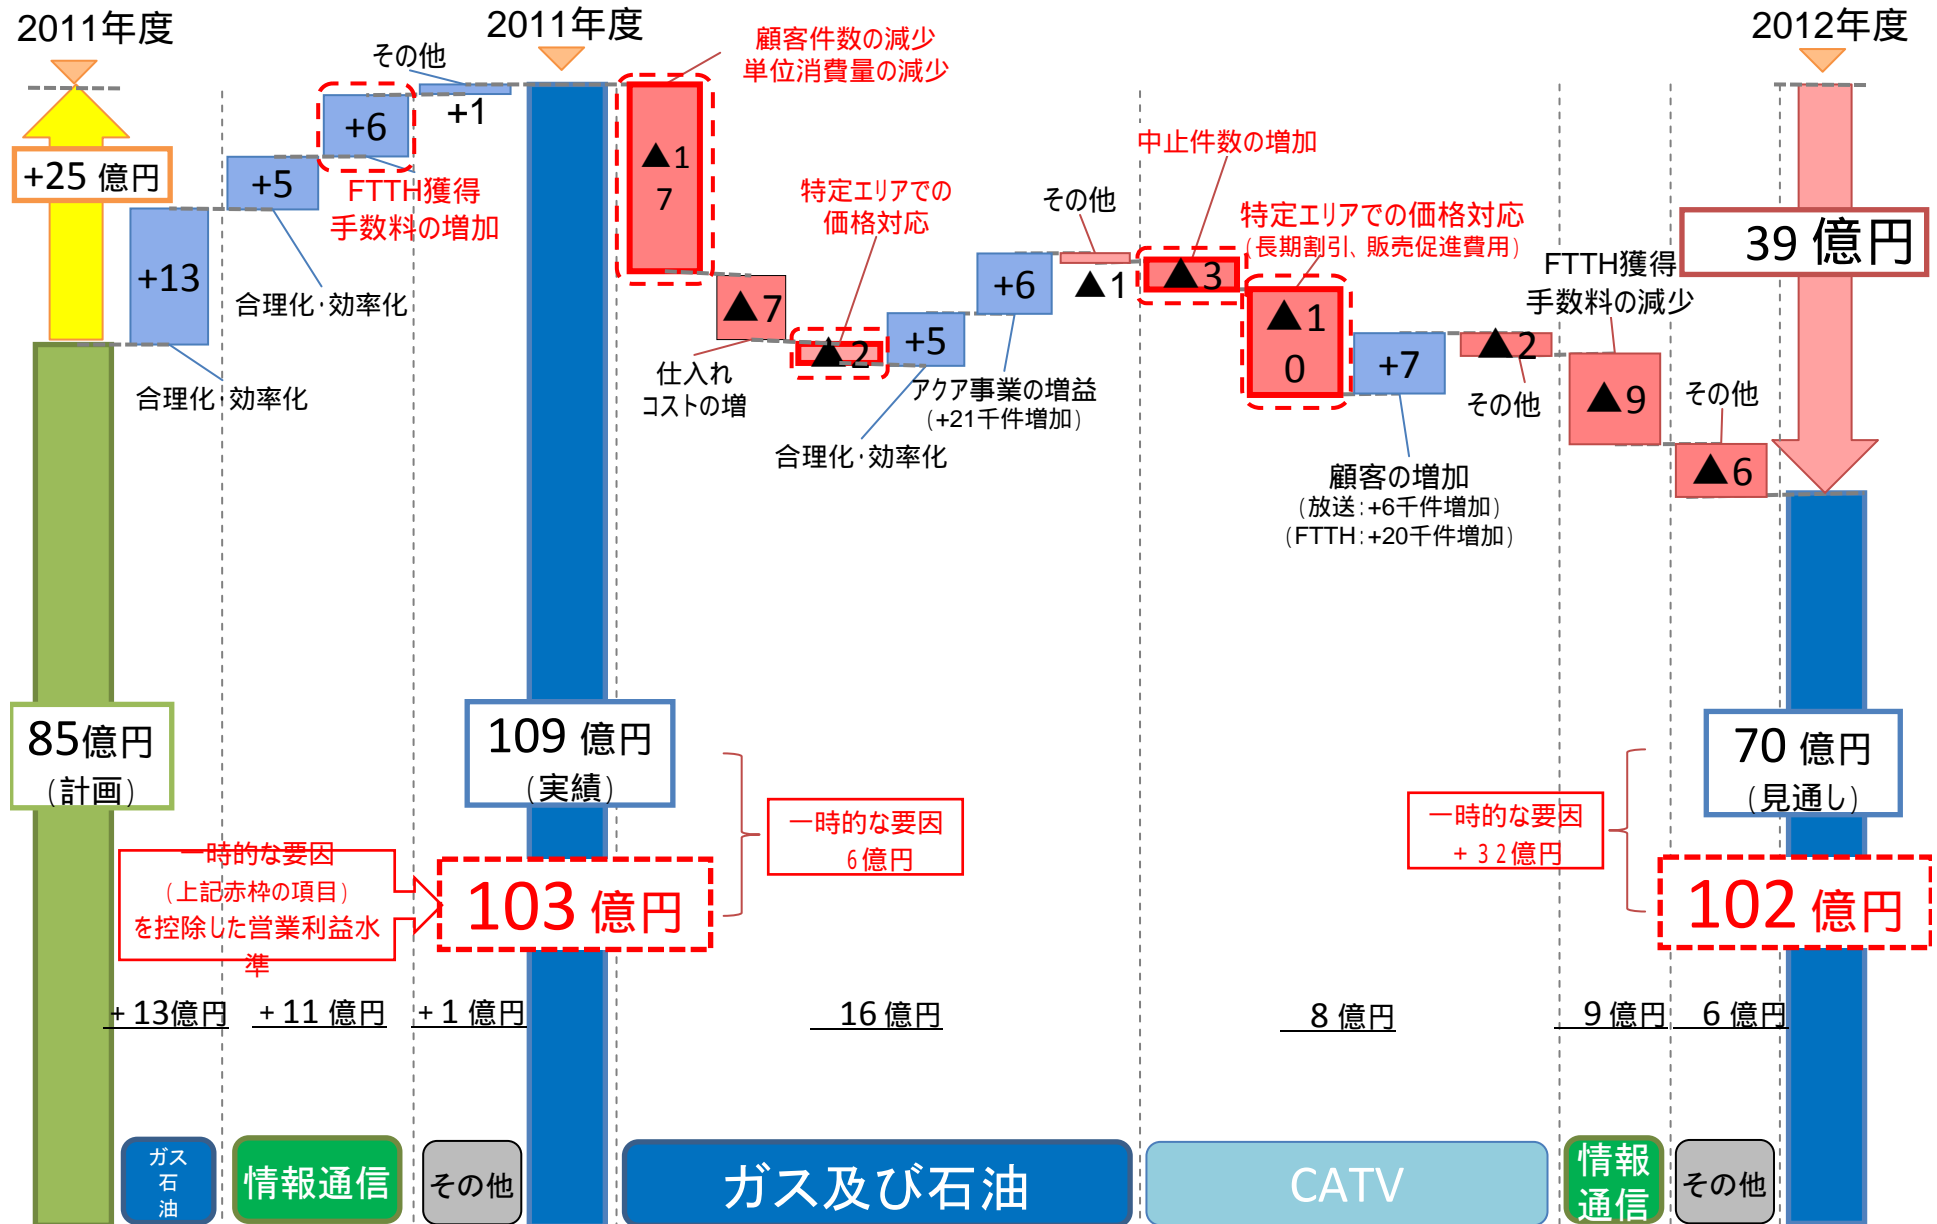 2011年度
2011年度
2012年度
+25 億円
+13
合理化･効率化
+5
合理化･効率化
+6
FTTH獲得
手数料の増加
その他
+1
顧客件数の減少
単位消費量の減少
▲1
7
▲7
仕入れ
コストの増
特定エリアでの
価格対応
▲2
+5
合理化･効率化
+6
アクア事業の増益
(+21千件増加)
その他
▲1
中止件数の増加
▲3
特定エリアでの価格対応
(長期割引、販売促進費用)
▲1
0
+7
顧客の増加
(放送:+6千件増加)
(FTTH:+20千件増加)
▲2
その他
FTTH獲得
手数料の減少
▲9
その他
▲6
39 億円
85億円
(計画)
109 億円
(実績)
70 億円
(見通し)
一時的な要因
6億円
一時的な要因
+ 32億円
一時的な要因
(上記赤枠の項目)
を控除した営業利益水
準
103 億円
102 億円
+ 13億円
+ 11 億円
+ 1 億円
16 億円
8 億円
9 億円
6 億円
ガス
石
油
情報通信
その他
ガス及び石油
CATV
情報
通信
その他